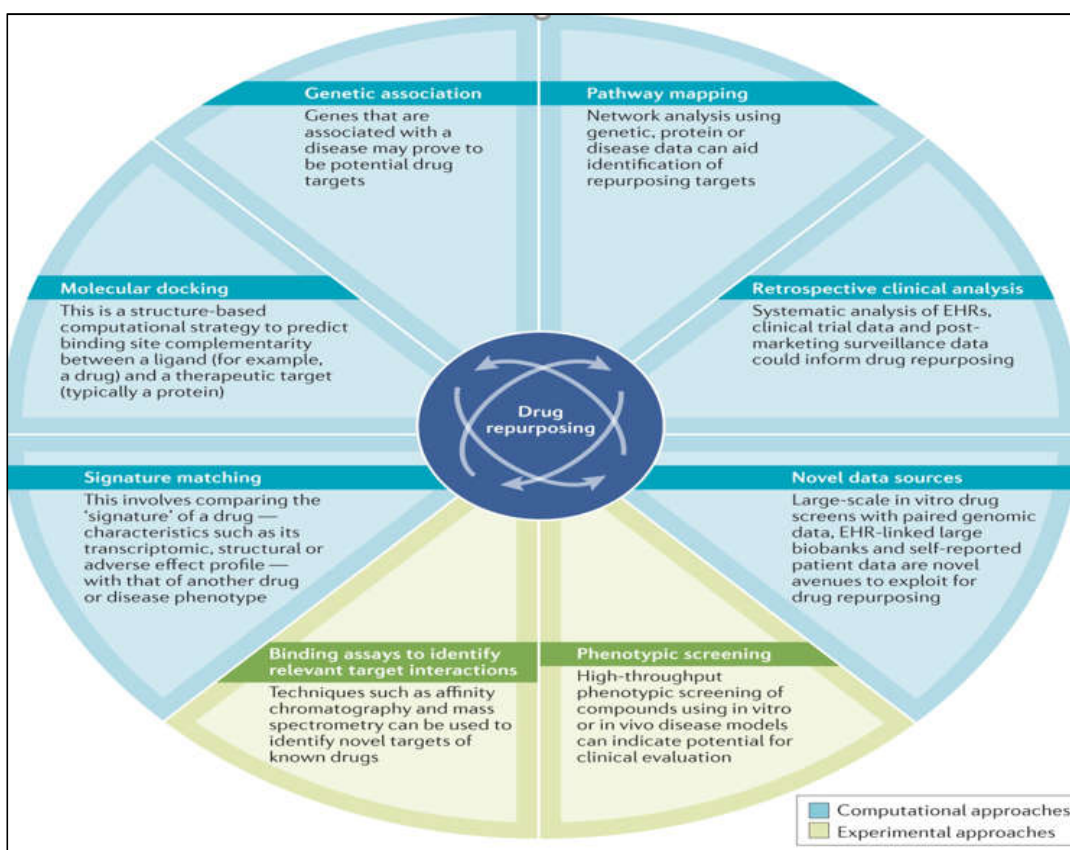 Genetic association
Genes that are
associated with a
disease may prove to
be potential drug
targets
Pathway mapping
Network analysis using
genetic, protein or
disease data can aid
identification of
repurposing targets
Molecular docking
This is a structure-based
computational strategy to predict
binding site complementarity
between a ligand (for example,
a drug) and a therapeutic target
(typically a protein)
Retrospective clinical analysis
Systematic analysis of EHRs,
clinical trial data and post-
marketing surveillance data
could inform drug repurposing
Drug
repurposing
Signature matching
This involves comparing the
‘signature’ of a drug —
characteristics such as its
transcriptomic, structural or
adverse effect profile —
with that of another drug
or disease phenotype
Novel data sources
Large-scale in vitro drug
screens with paired genomic
data, EHR-linked large
biobanks and self-reported
patient data are novel
avenues to exploit for
drug repurposing
Binding assays to identify
relevant target interactions
Techniques such as affinity
chromatography and mass
spectrometry can be used to
identify novel targets of
known drugs
Phenotypic screening
High-throughput
phenotypic screening of
compounds using in vitro
or in vivo disease models
can indicate potential for
clinical evaluation
Computational approaches
Experimental approaches